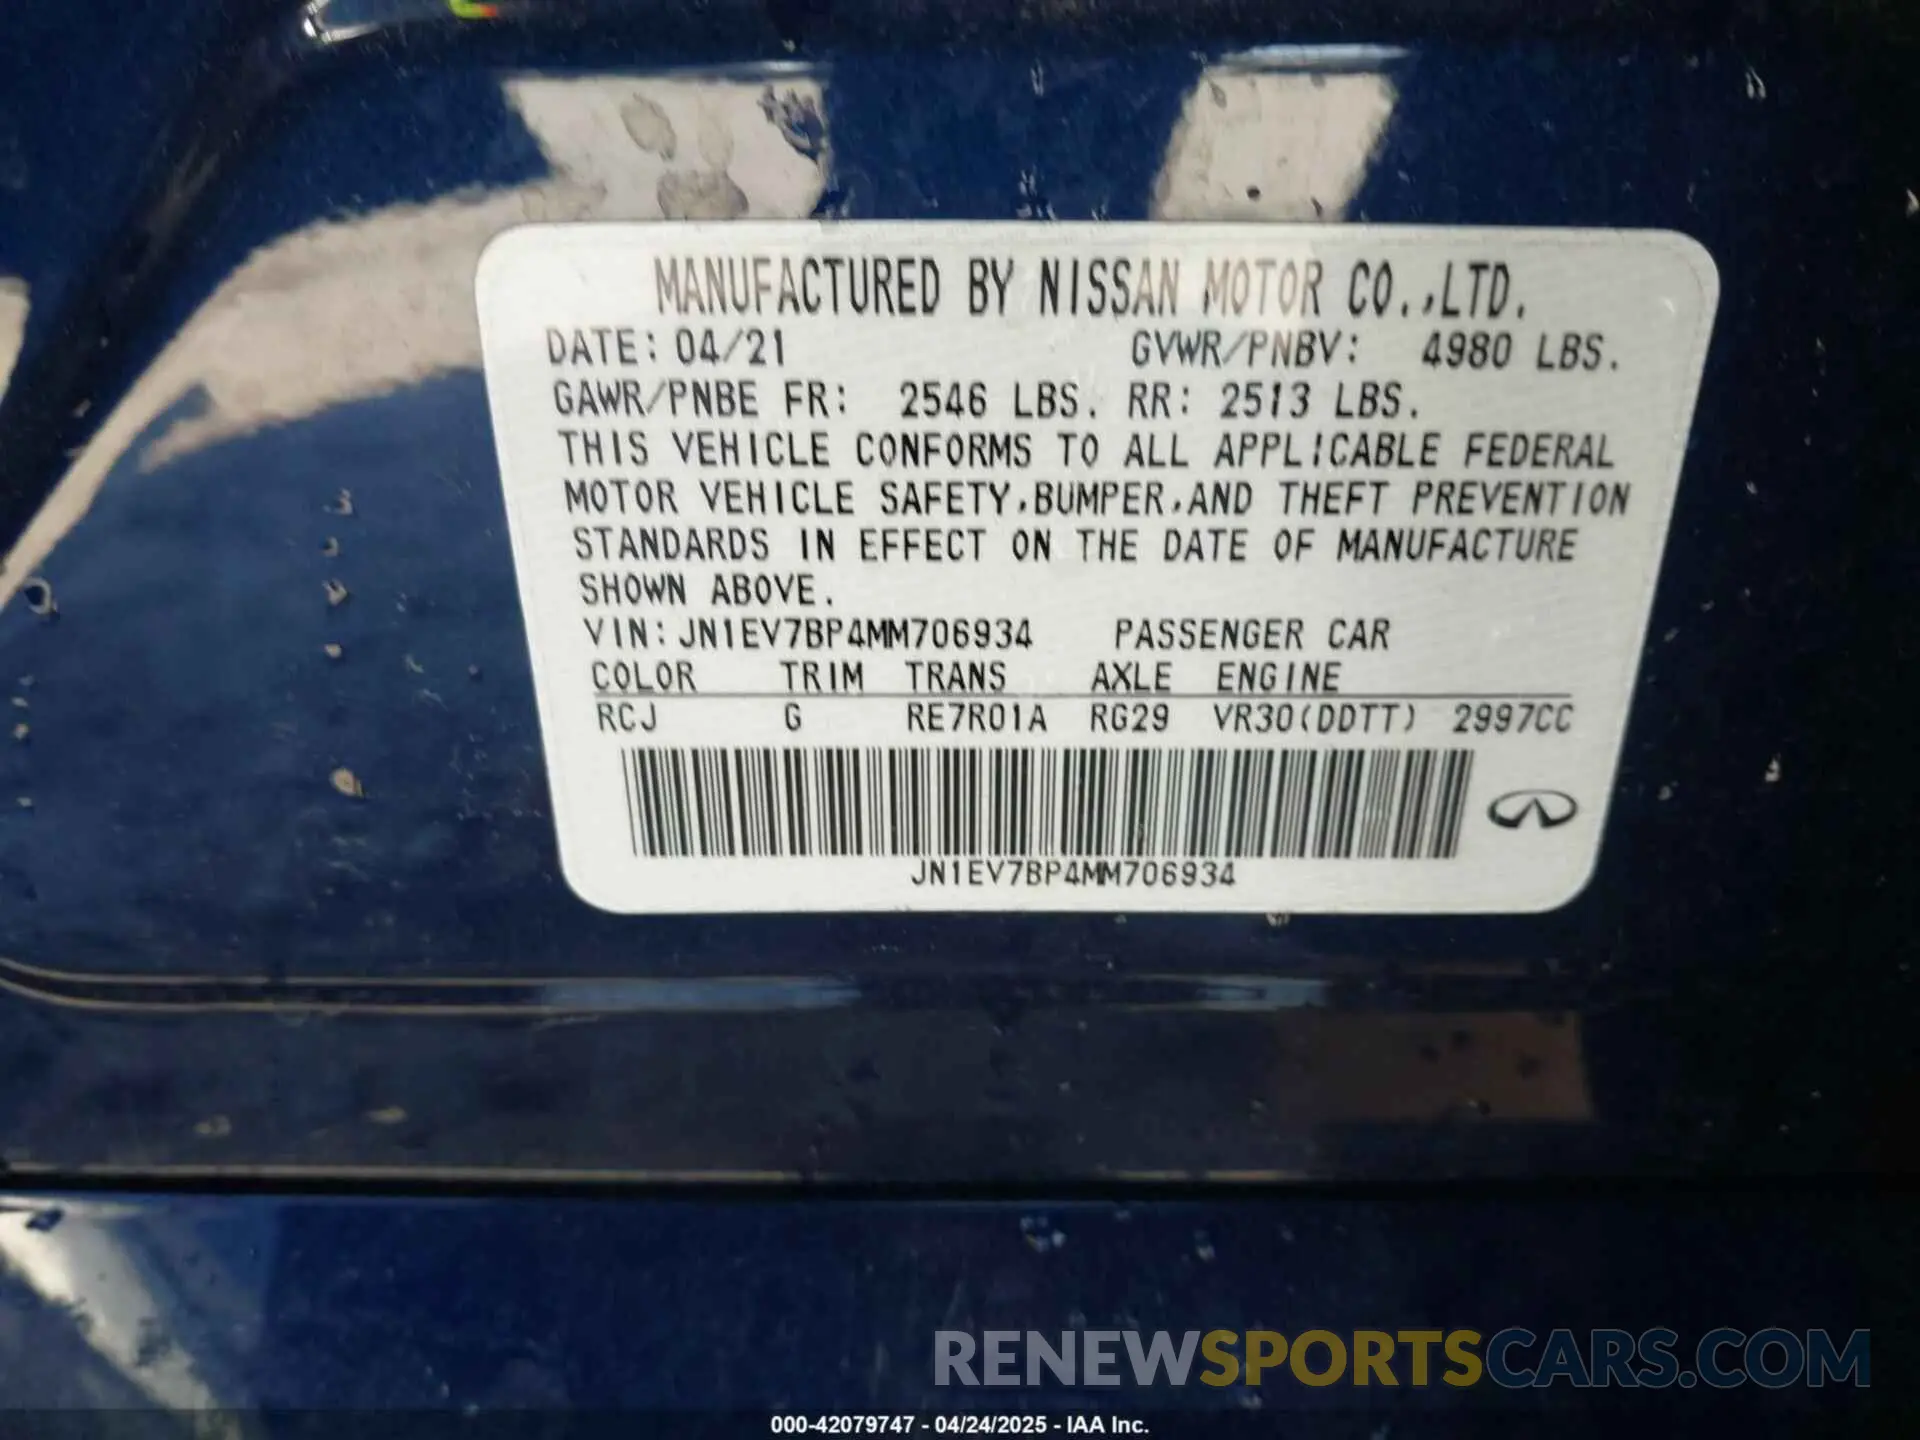 MANUFACTURED BY NISSAN MOTOR CO.,LTD.
DATE: 04/21 GVWR/PNBV: 4980 LBS.
GAWR/PNBE FR: 2546 LBS. RR: 2513 LBS.
THIS VEHICLE CONFORMS TO ALL APPLICABLE FEDERAL
MOTOR VEHICLE SAFETY,BUMPER,AND THEFT PREVENTION
STANDARDS IN EFFECT ON THE DATE OF MANUFACTURE
SHOWN ABOVE.
VIN:JN1EV7BP4MM706934 PASSENGER CAR
COLOR TRIM TRANS AXLE ENGINE
RCJ G RE7R01A RG29 VR30(DDTT) 2997CC
JN1EV7BP4MM706934
RENEWSPORTSCARS.COM
000-42079747 - 04/24/2025 - IAA Inc.